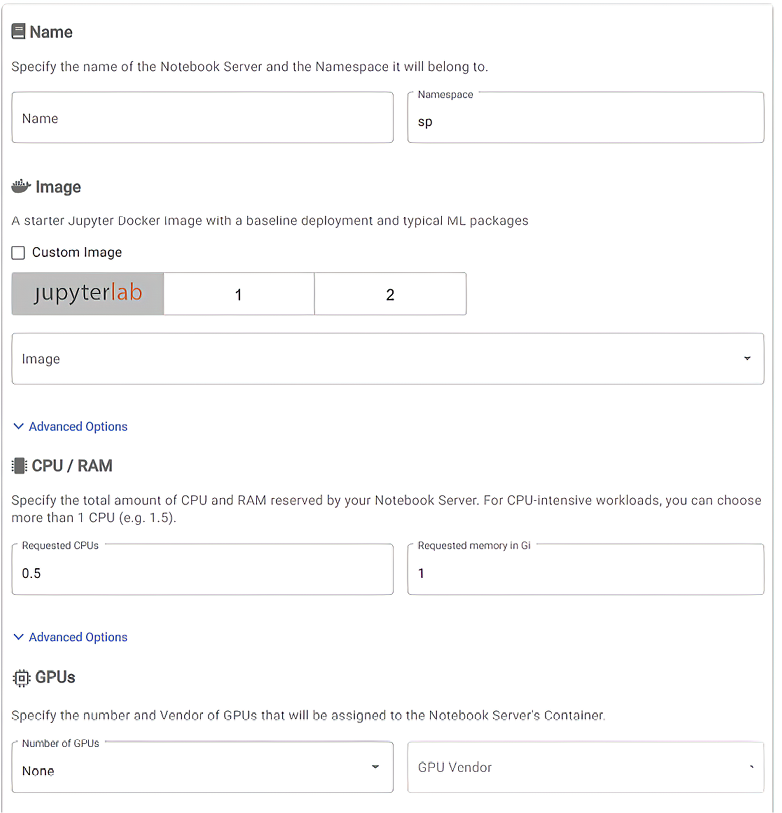 Name
Specify the name of the Notebook Server and the Namespace it will belong to.
Name
Namespace
sp
Image
A starter Jupyter Docker Image with a baseline deployment and typical ML packages
Custom Image
jupyterlab 1 2
Image
Advanced Options
CPU / RAM
Specify the total amount of CPU and RAM reserved by your Notebook Server. For CPU-intensive workloads, you can choose
more than 1 CPU (e.g. 1.5).
Requested CPUs
0.5
Requested memory in Gi
1
Advanced Options
GPUs
Specify the number and Vendor of GPUs that will be assigned to the Notebook Server's Container.
Number of GPUs
None
GPU Vendor